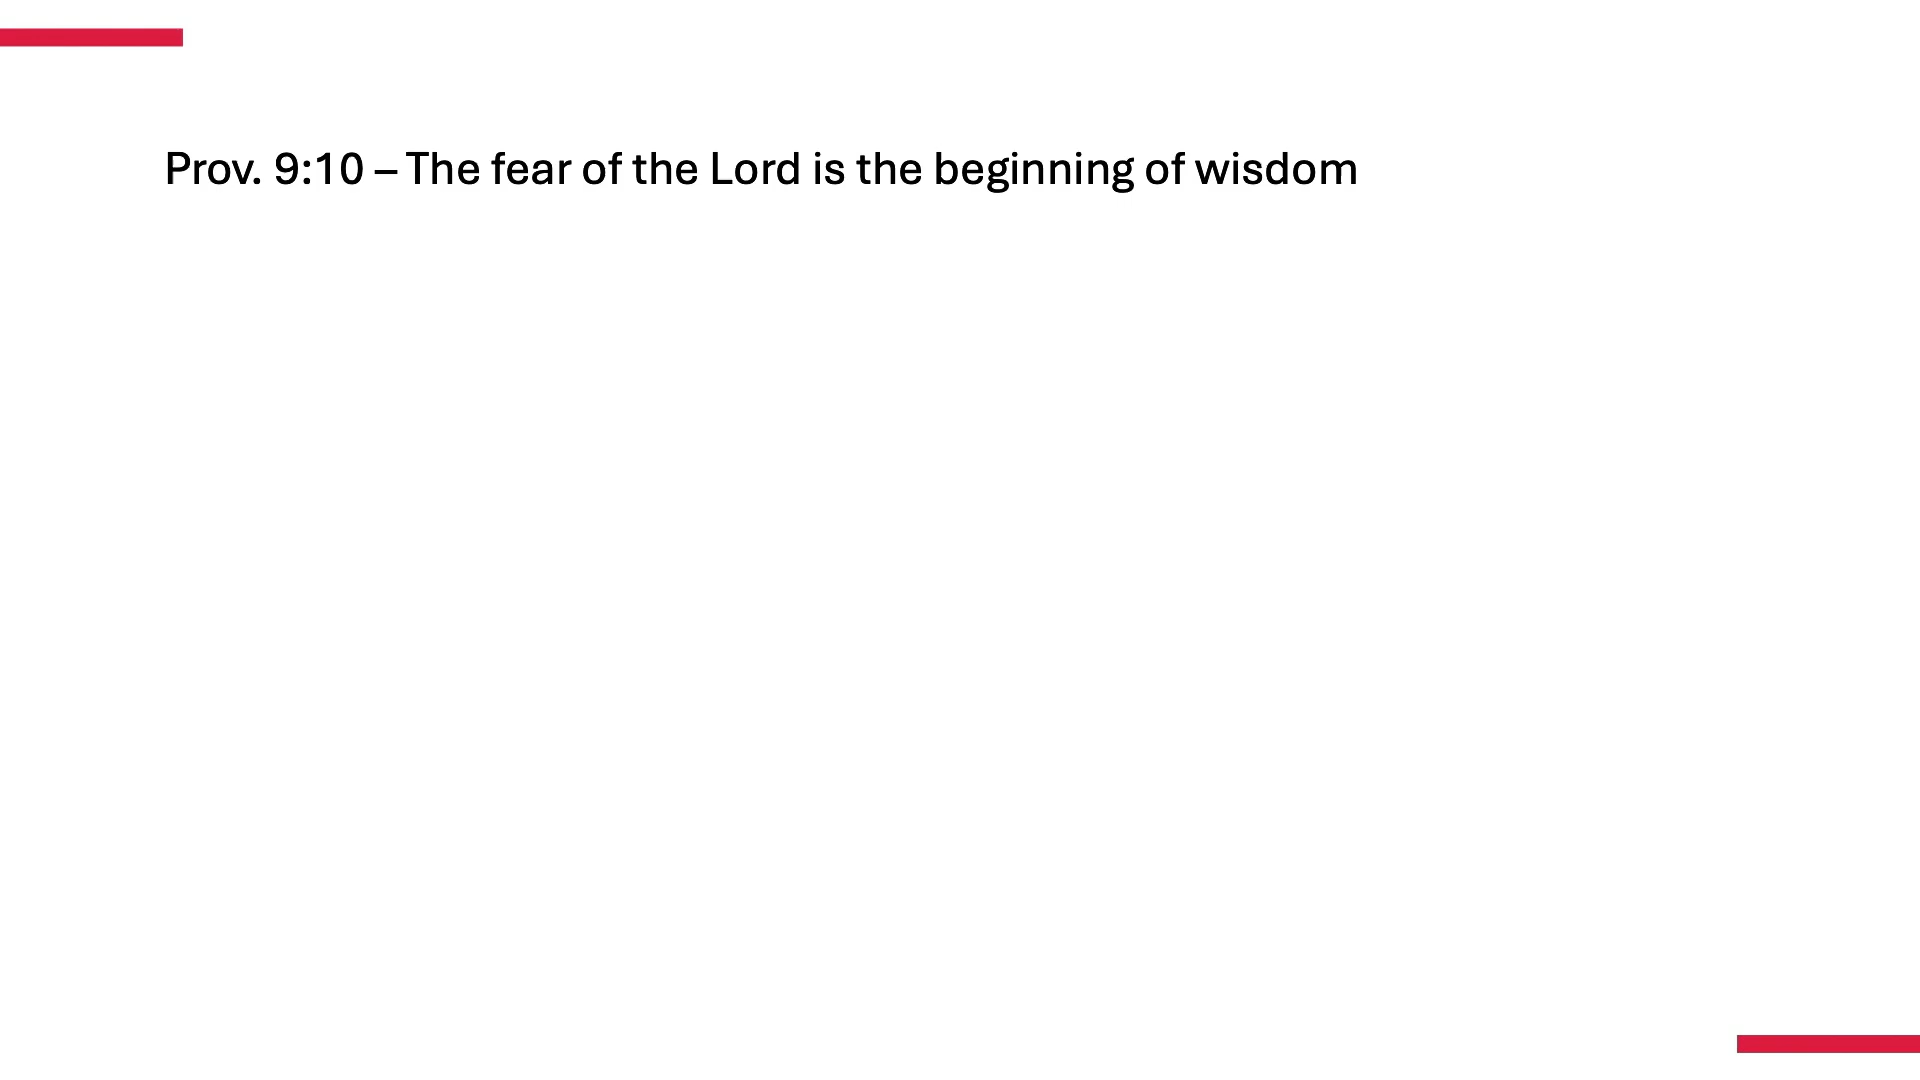 Prov. 9:10 – The fear of the Lord is the beginning of wisdom